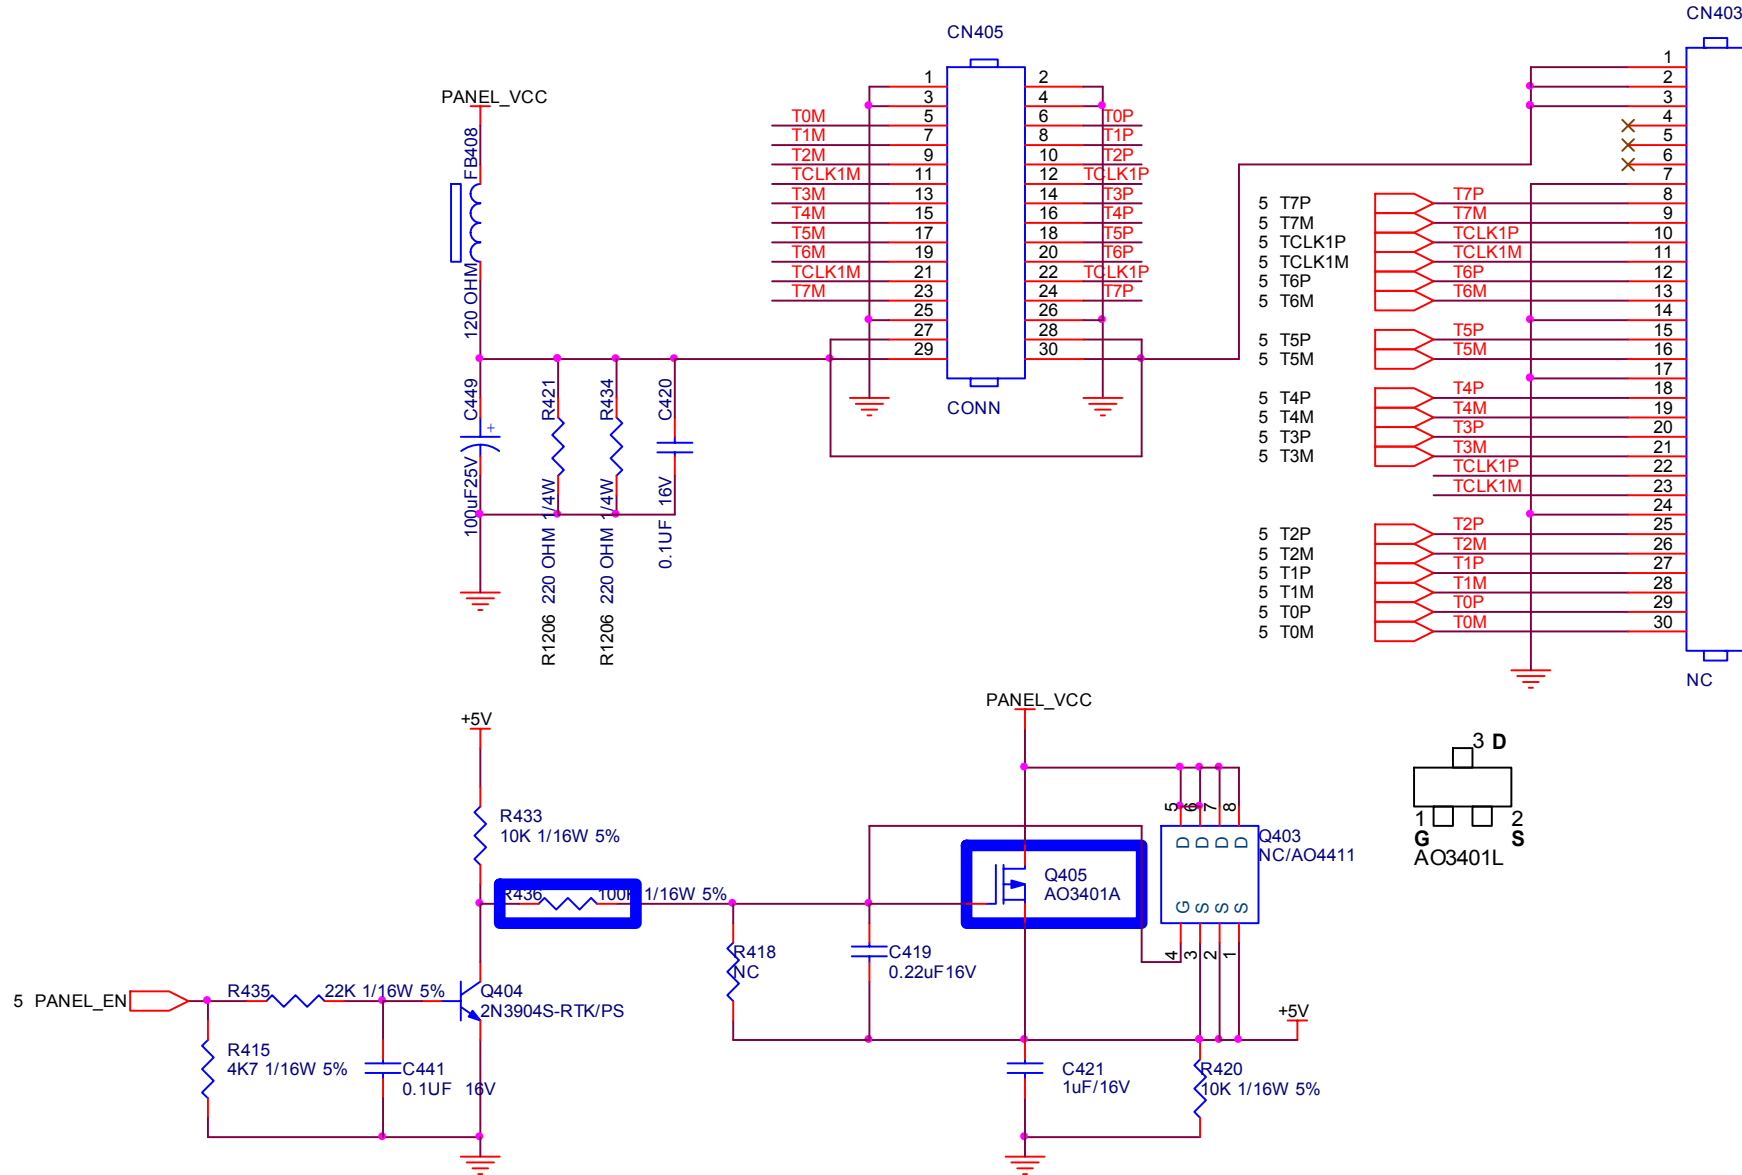 CN405
CN403
PANEL_VCC
FB408
120 OHM
1
3
5
7
9
11
13
15
17
19
21
23
25
27
29
2
4
6
8
10
12
14
16
18
20
22
24
26
28
30
T0M
T1M
T2M
TCLK1M
T3M
T4M
T5M
T6M
TCLK1M
T7M
T0P
T1P
T2P
TCLK1P
T3P
T4P
T5P
T6P
TCLK1P
T7P
CONN
C449
+
100uF25V
R421
R1206 220 OHM 1/4W
R434
R1206 220 OHM 1/4W
C420
0.1UF 16V
5 T7P
5 T7M
5 TCLK1P
5 TCLK1M
5 T6P
5 T6M
5 T5P
5 T5M
5 T4P
5 T4M
5 T3P
5 T3M
5 T2P
5 T2M
5 T1P
5 T1M
5 T0P
5 T0M
T7P
T7M
TCLK1P
TCLK1M
T6P
T6M
T5P
T5M
T4P
T4M
T3P
T3M
TCLK1P
TCLK1M
T2P
T2M
T1P
T1M
T0P
T0M
1
2
3
4
5
6
7
8
9
10
11
12
13
14
15
16
17
18
19
20
21
22
23
24
25
26
27
28
29
30
NC
+5V
R433
10K 1/16W 5%
R436
100K 1/16W 5%
5 PANEL_EN
R435
22K 1/16W 5%
R415
4K7 1/16W 5%
C441
0.1UF 16V
Q404
2N3904S-RTK/PS
R418
NC
C419
0.22uF16V
PANEL_VCC
Q405
AO3401A
5
6
7
8
D
D
D
D
G
S
S
S
4
3
2
1
Q403
NC/AO4411
+5V
C421
1uF/16V
R420
10K 1/16W 5%
3 D
1
2
G
S
AO3401L